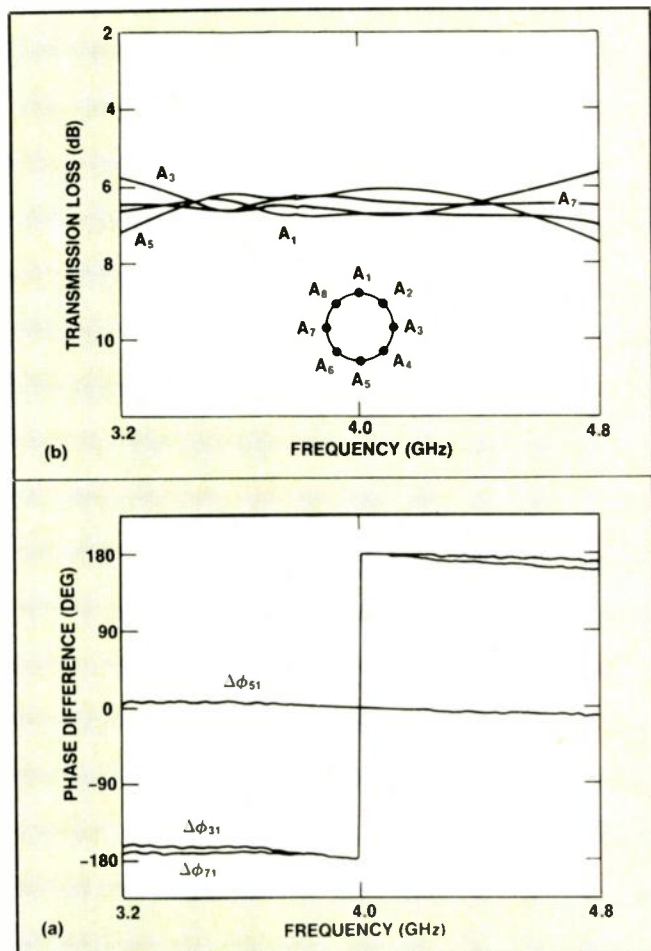 2
4
6
8
10
TRANSMISSION LOSS (dB)
A3
A5
A1
A7
A1
A2
A3
A4
A5
A6
A7
A8
3.2
4.0
4.8
FREQUENCY (GHz)
(b)
180
90
0
-90
-180
PHASE DIFFERENCE (DEG)
Δϕ51
Δϕ31
Δϕ71
3.2
4.0
4.8
FREQUENCY (GHz)
(a)